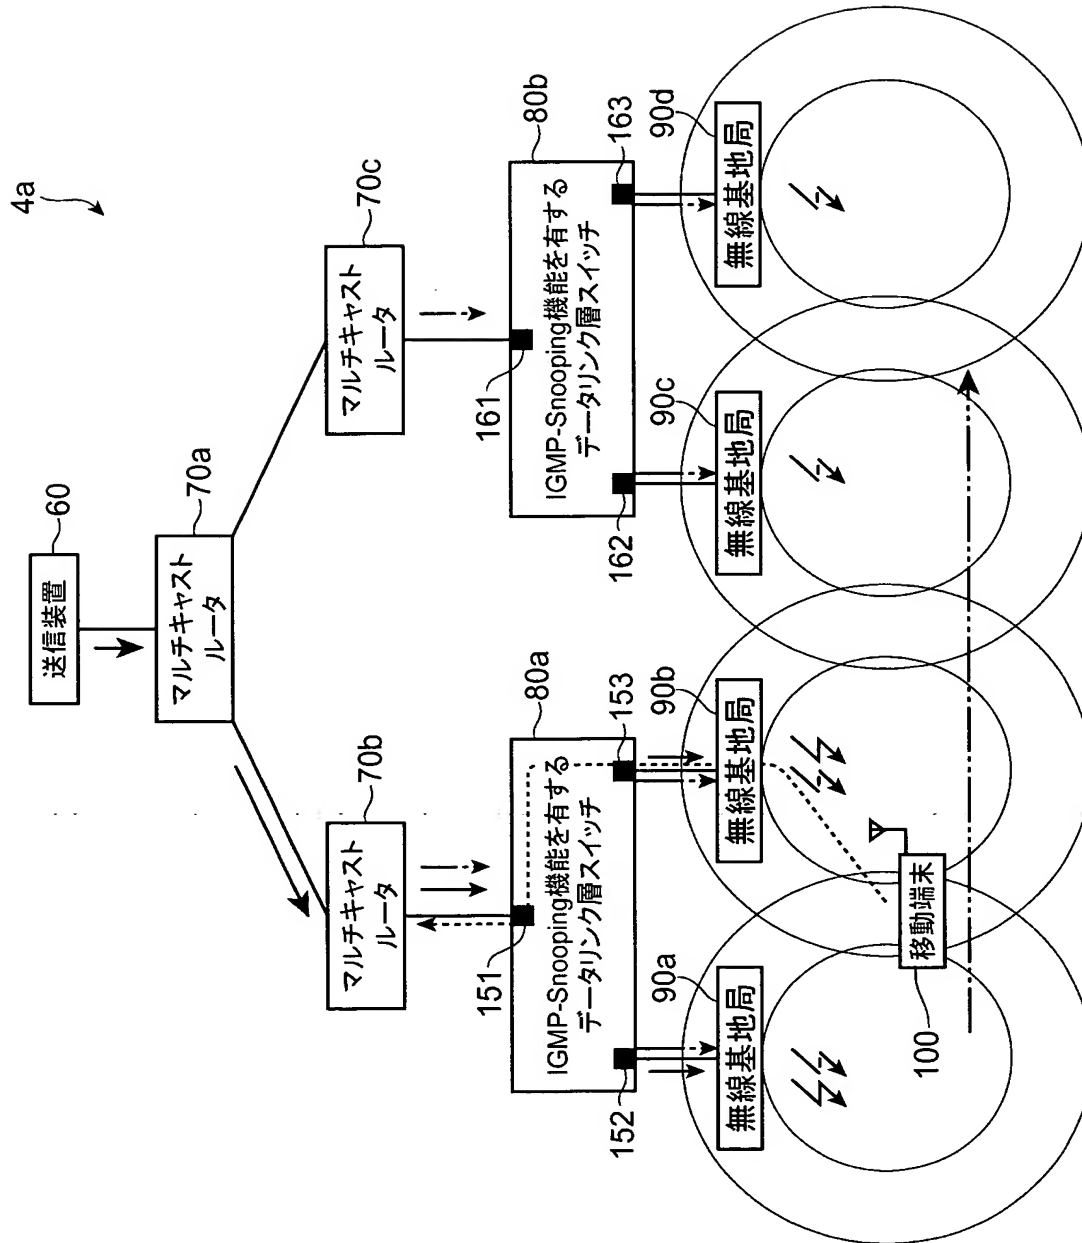 4a
送信装置
60
マルチキャスト
ルータ
70a
マルチキャスト
ルータ
70b
マルチキャスト
ルータ
70c
151
IGMP-Snooping機能を有する
データリンク層スイッチ
80a
152
153
161
IGMP-Snooping機能を有する
データリンク層スイッチ
80b
162
163
無線基地局
90a
無線基地局
90b
無線基地局
90c
無線基地局
90d
移動端末
100